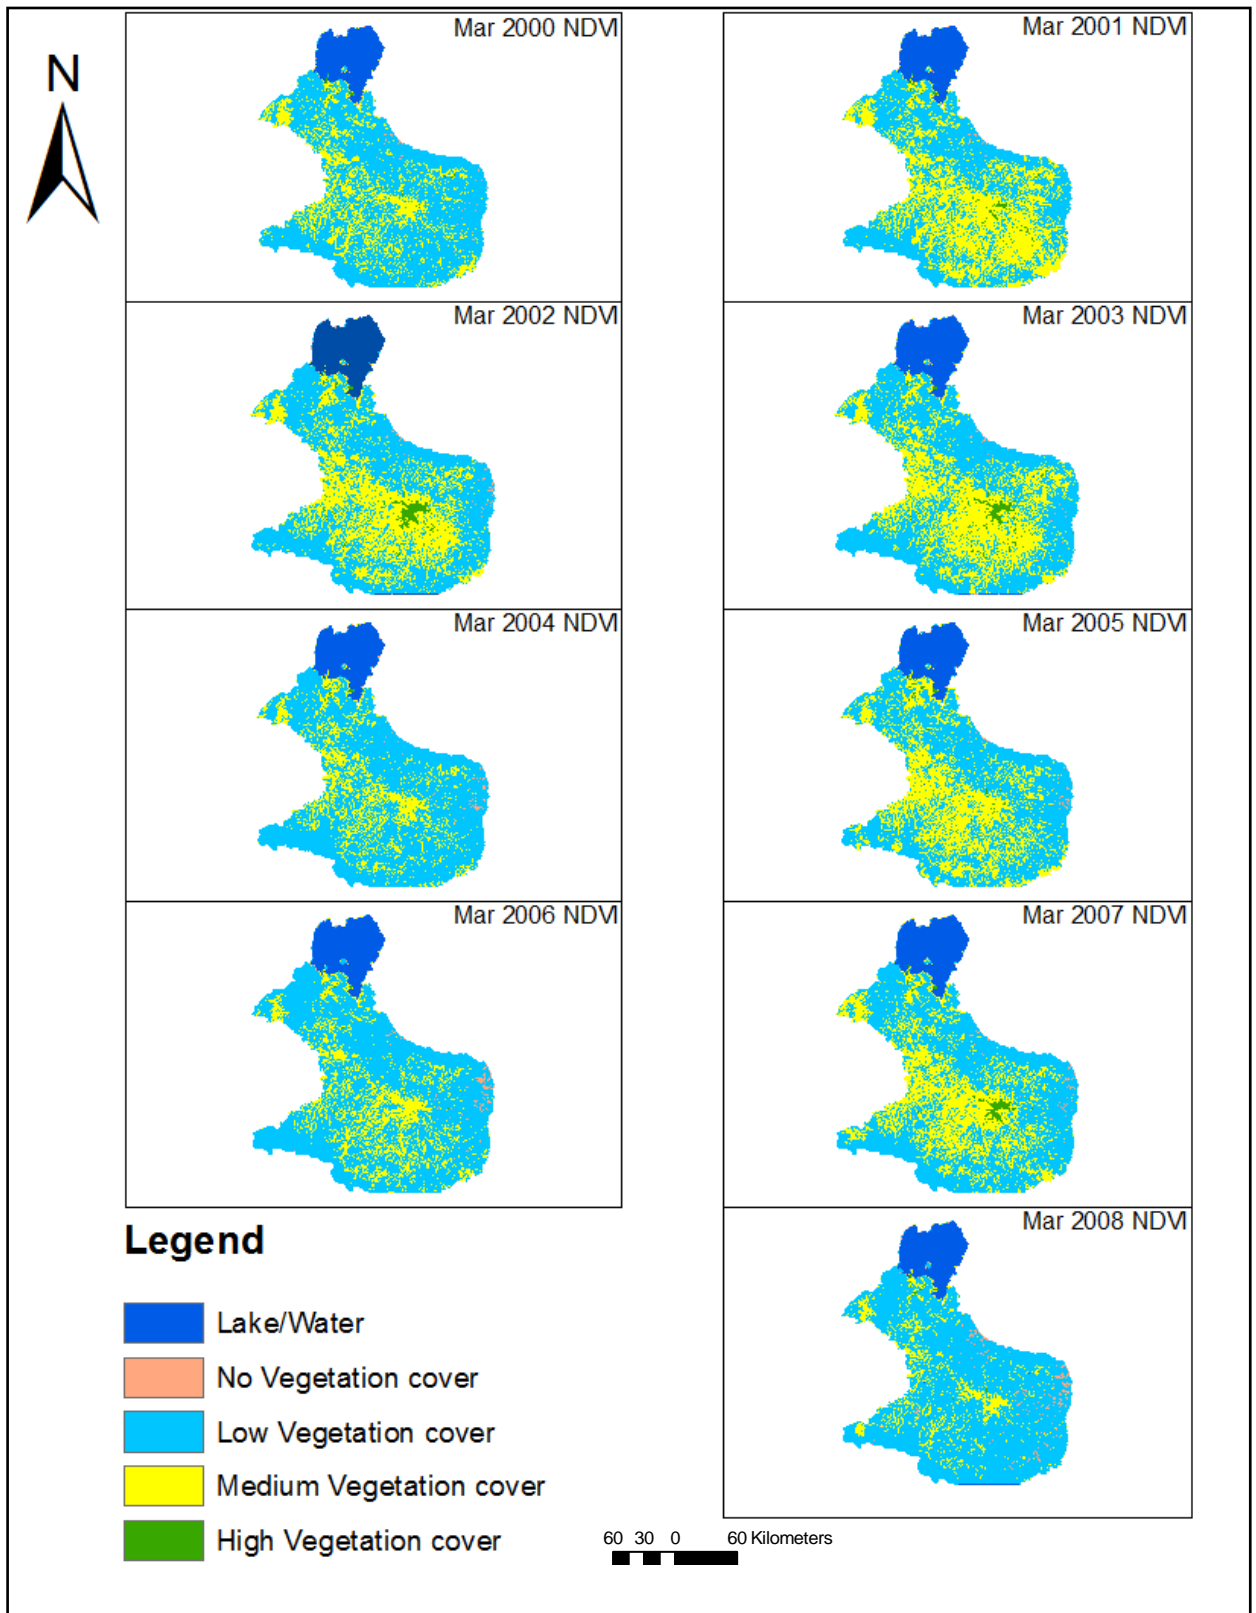 N
Mar 2000 NDVI
Mar 2001 NDVI
Mar 2002 NDVI
Mar 2003 NDVI
Mar 2004 NDVI
Mar 2005 NDVI
Mar 2006 NDVI
Mar 2007 NDVI
Mar 2008 NDVI
Legend
Lake/Water
No Vegetation cover
Low Vegetation cover
Medium Vegetation cover
High Vegetation cover
60 30 0 60 Kilometers